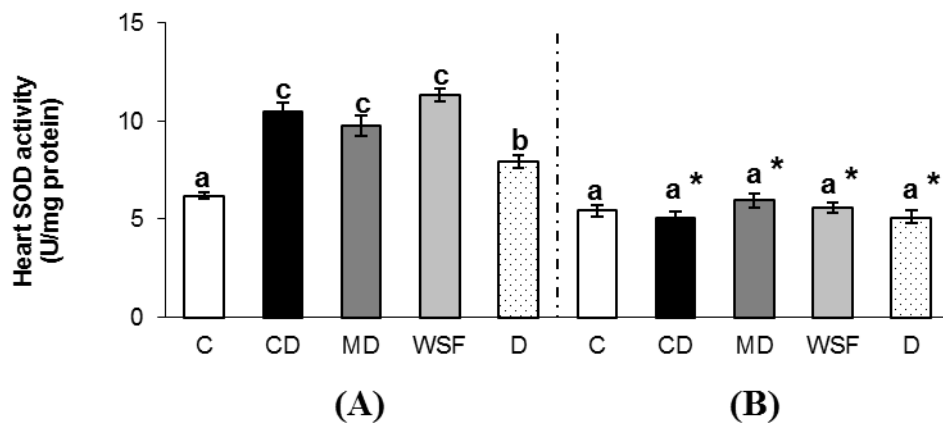 Heart SOD activity
(U/mg protein)
15
10
5
0
a
c
c
c
b
a
a *
a *
a *
a *
C CD MD WSF D C CD MD WSF D
(A) (B)